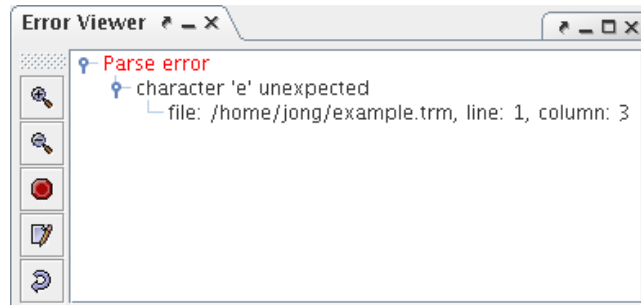 Error Viewer
Parse error
character 'e' unexpected
file: /home/jong/example.trm, line: 1, column: 3